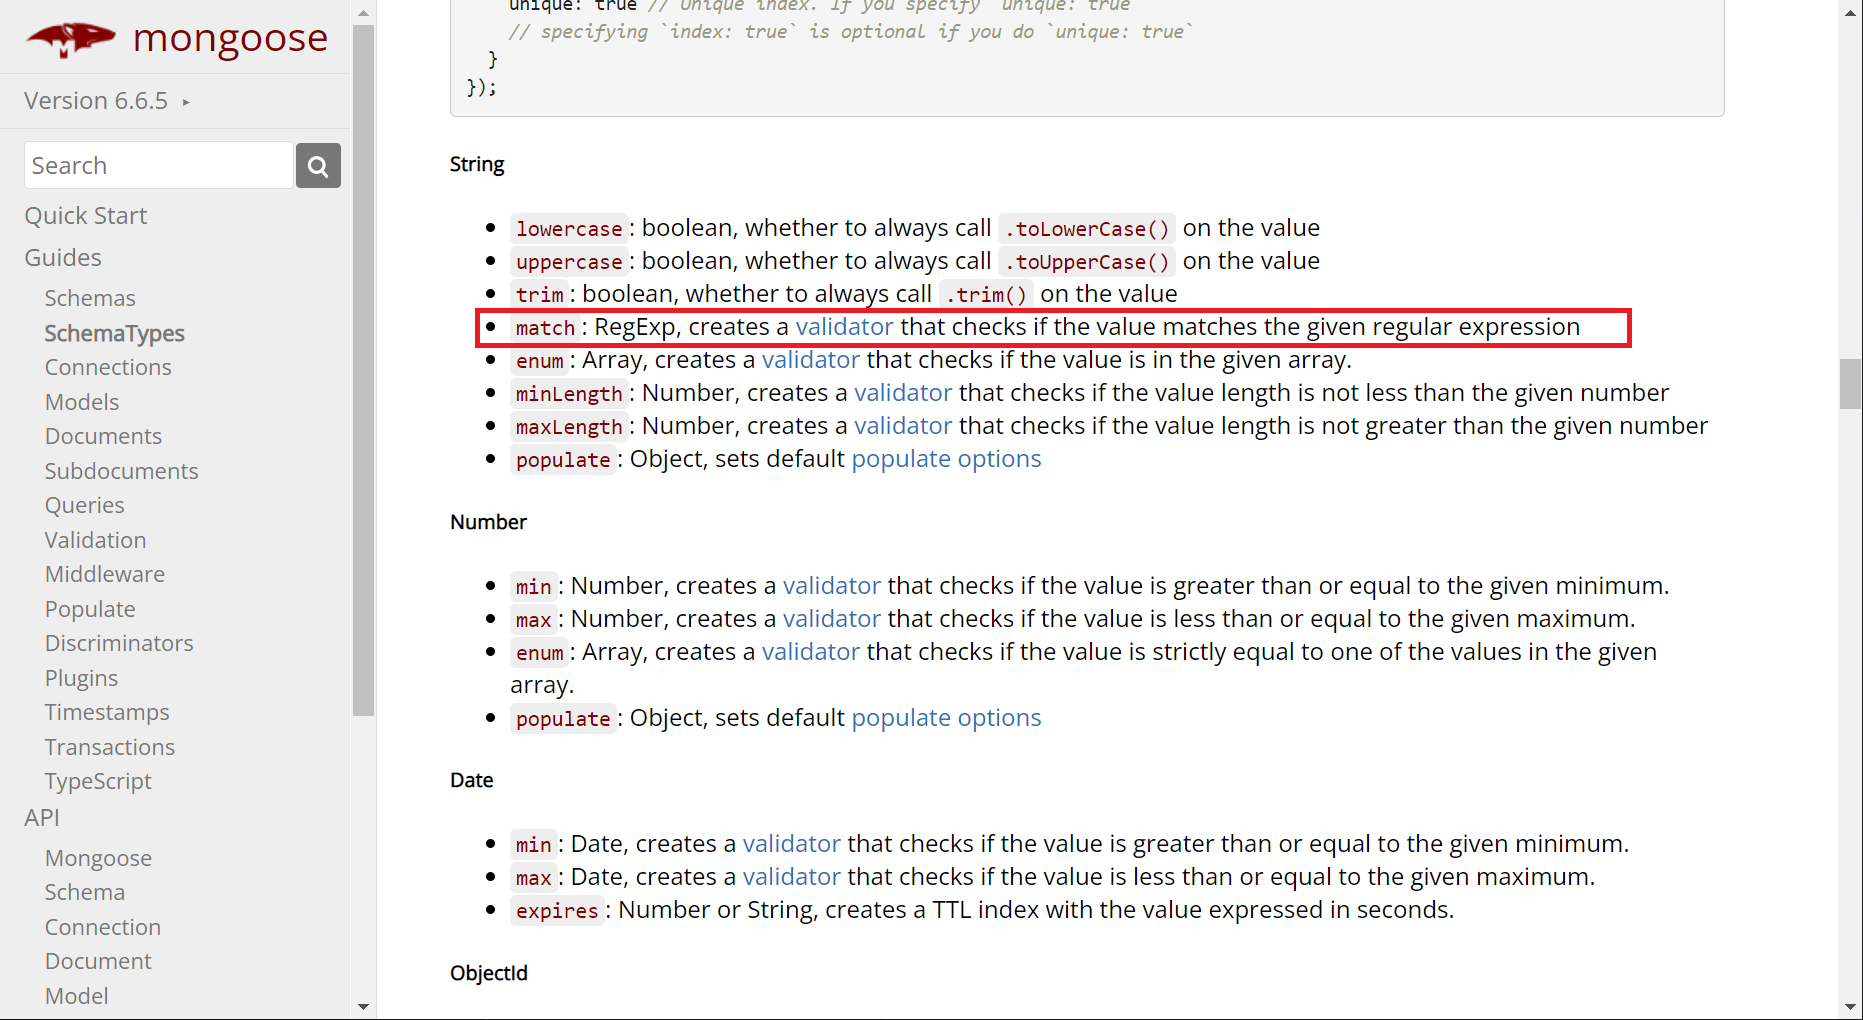 mongoose
Version 6.6.5
Search
Quick Start
Guides
Schemas
SchemaTypes
Connections
Models
Documents
Subdocuments
Queries
Validation
Middleware
Populate
Discriminators
Plugins
Timestamps
Transactions
TypeScript
API
Mongoose
Schema
Connection
Document
Model
unique: true // Unique index. If you specify `unique: true`
// specifying `index: true` is optional if you do `unique: true`
}
});
String
lowercase: boolean, whether to always call .toLowerCase() on the value
uppercase: boolean, whether to always call .toUpperCase() on the value
trim: boolean, whether to always call .trim() on the value
match: RegExp, creates a validator that checks if the value matches the given regular expression
enum: Array, creates a validator that checks if the value is in the given array.
minLength: Number, creates a validator that checks if the value length is not less than the given number
maxLength: Number, creates a validator that checks if the value length is not greater than the given number
populate: Object, sets default populate options
Number
min: Number, creates a validator that checks if the value is greater than or equal to the given minimum.
max: Number, creates a validator that checks if the value is less than or equal to the given maximum.
enum: Array, creates a validator that checks if the value is strictly equal to one of the values in the given
array.
populate: Object, sets default populate options
Date
min: Date, creates a validator that checks if the value is greater than or equal to the given minimum.
max: Date, creates a validator that checks if the value is less than or equal to the given maximum.
expires: Number or String, creates a TTL index with the value expressed in seconds.
ObjectId